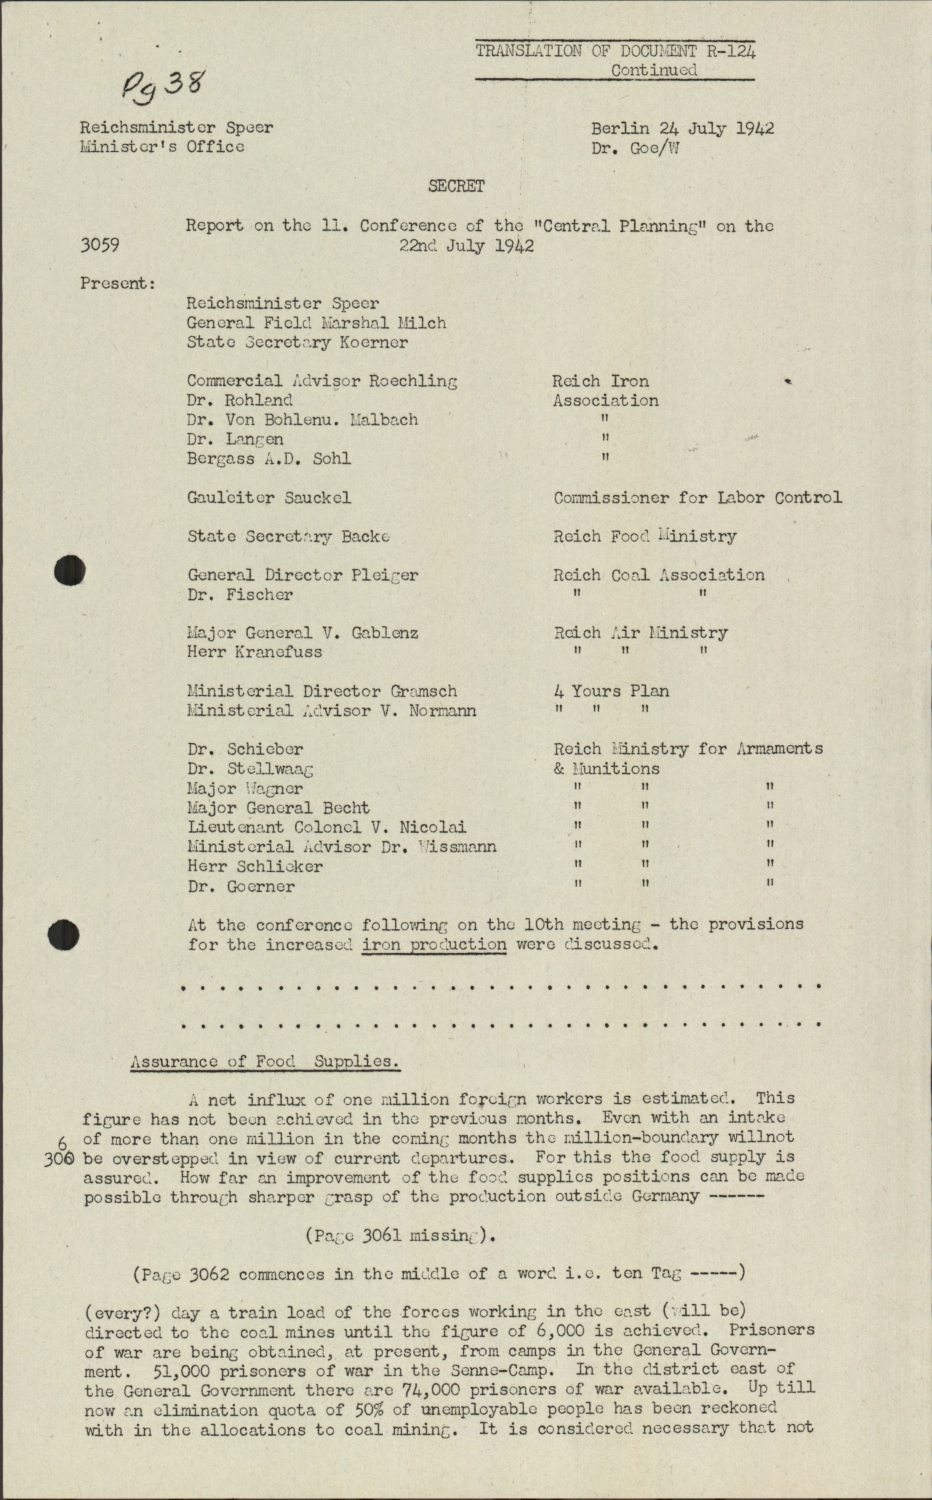 TRANSLATION OF DOCUMENT R-124
Continued
Pg 38
Reichsminister Speer Berlin 24 July 1942
Minister's Office Dr. Goe/W
SECRET
Report on the 11. Conference of the "Central Planning" on the
3059 22nd July 1942
Present:
Reichsminister Speer
General Field Marshal Milch
State Secretary Koerner
Commercial Advisor Roechling Reich Iron
Dr. Rohland Association
Dr. Von Bohlenu. Malbach "
Dr. Langen "
Bergass A.D. Sohl "
Gauleiter Sauckel Commissioner for Labor Control
State Secretary Backe Reich Food Ministry
General Director Pleiger Reich Coal Association
Dr. Fischer " "
Major General V. Gablenz Reich Air Ministry
Herr Kranefuss " " "
Ministerial Director Gramsch 4 Yours Plan
Ministerial Advisor V. Normann " " "
Dr. Schieber Reich Ministry for Armaments
Dr. Stellwaag & Munitions
Major Wagner " " "
Major General Becht " " "
Lieutenant Colonel V. Nicolai " " "
Ministerial Advisor Dr. Wissmann " " "
Herr Schlieker " " "
Dr. Goerner " " "
At the conference following on the 10th meeting - the provisions
for the increased iron production were discussed.
. . . . . . . . . . . . . . . . . . . . . . . . . . . . . . . . . .
. . . . . . . . . . . . . . . . . . . . . . . . . . . . . . . . . .
Assurance of Food Supplies.
A net influx of one million foreign workers is estimated. This
figure has not been achieved in the previous months. Even with an intake
6 of more than one million in the coming months the million-boundary willnot
300 be overstepped in view of current departures. For this the food supply is
assured. How far an improvement of the food supplies positions can be made
possible through sharper grasp of the production outside Germany ------
(Page 3061 missing).
(Page 3062 commences in the middle of a word i.e. ten Tag -----)
(every?) day a train load of the forces working in the east (will be)
directed to the coal mines until the figure of 6,000 is achieved. Prisoners
of war are being obtained, at present, from camps in the General Govern-
ment. 51,000 prisoners of war in the Senne-Camp. In the district east of
the General Government there are 74,000 prisoners of war available. Up till
now an elimination quota of 50% of unemployable people has been reckoned
with in the allocations to coal mining. It is considered necessary that not